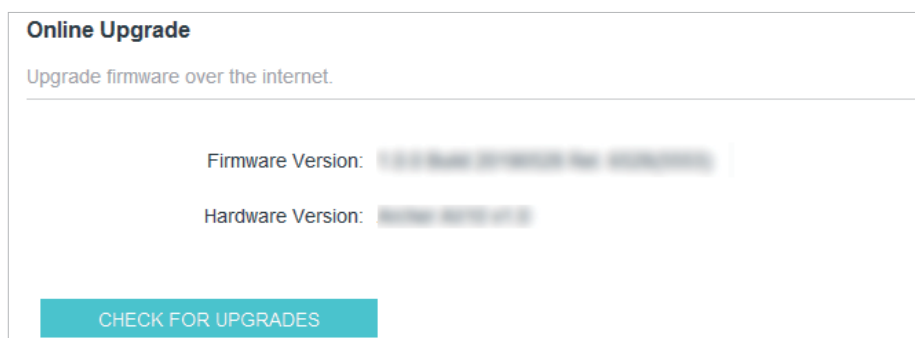 Online Upgrade
Upgrade firmware over the internet.
Firmware Version:
Hardware Version:
CHECK FOR UPGRADES